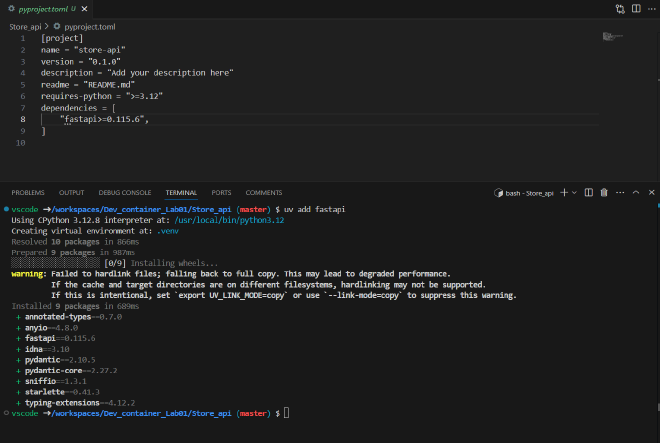 pyproject.toml U
Store_api > pyproject.toml
1 [project]
2 name = "store-api"
3 version = "0.1.0"
4 description = "Add your description here"
5 readme = "README.md"
6 requires-python = ">=3.12"
7 dependencies = [
8 "fastapi>=0.115.6",
9 ]
10
PROBLEMS OUTPUT DEBUG CONSOLE TERMINAL PORTS COMMENTS bash - Store_api
vscode ➜/workspaces/Dev_container_Lab01/Store_api (master) $ uv add fastapi
Using CPython 3.12.8 interpreter at: /usr/local/bin/python3.12
Creating virtual environment at: .venv
Resolved 10 packages in 866ms
Prepared 9 packages in 987ms
░░░░░░░░░░░░░░░░░░░░ [0/9] Installing wheels...
warning: Failed to hardlink files; falling back to full copy. This may lead to degraded performance.
If the cache and target directories are on different filesystems, hardlinking may not be supported.
If this is intentional, set `export UV_LINK_MODE=copy` or use `--link-mode=copy` to suppress this warning.
Installed 9 packages in 689ms
+ annotated-types==0.7.0
+ anyio==4.8.0
+ fastapi==0.115.6
+ idna==3.10
+ pydantic==2.10.5
+ pydantic-core==2.27.2
+ sniffio==1.3.1
+ starlette==0.41.3
+ typing-extensions==4.12.2
vscode ➜/workspaces/Dev_container_Lab01/Store_api (master) $